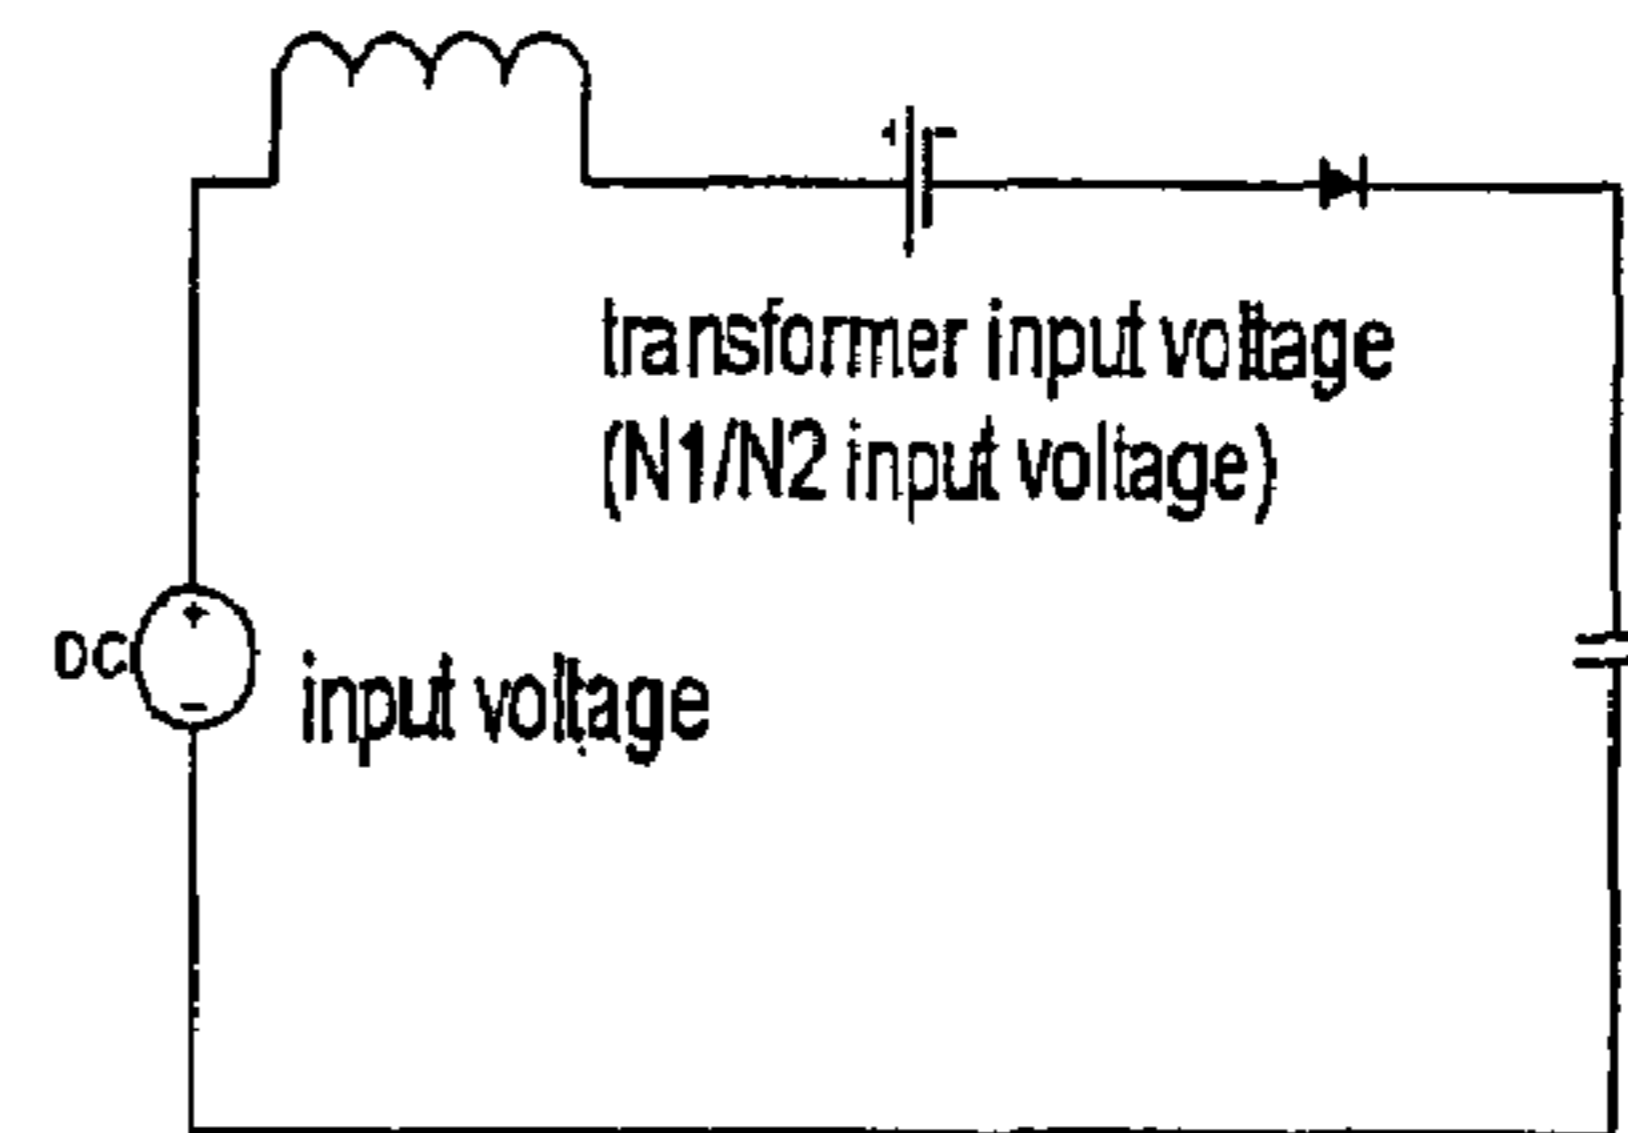 transformer input voltage
(N1/N2 input voltage)
DC
+
-
input voltage
+
-